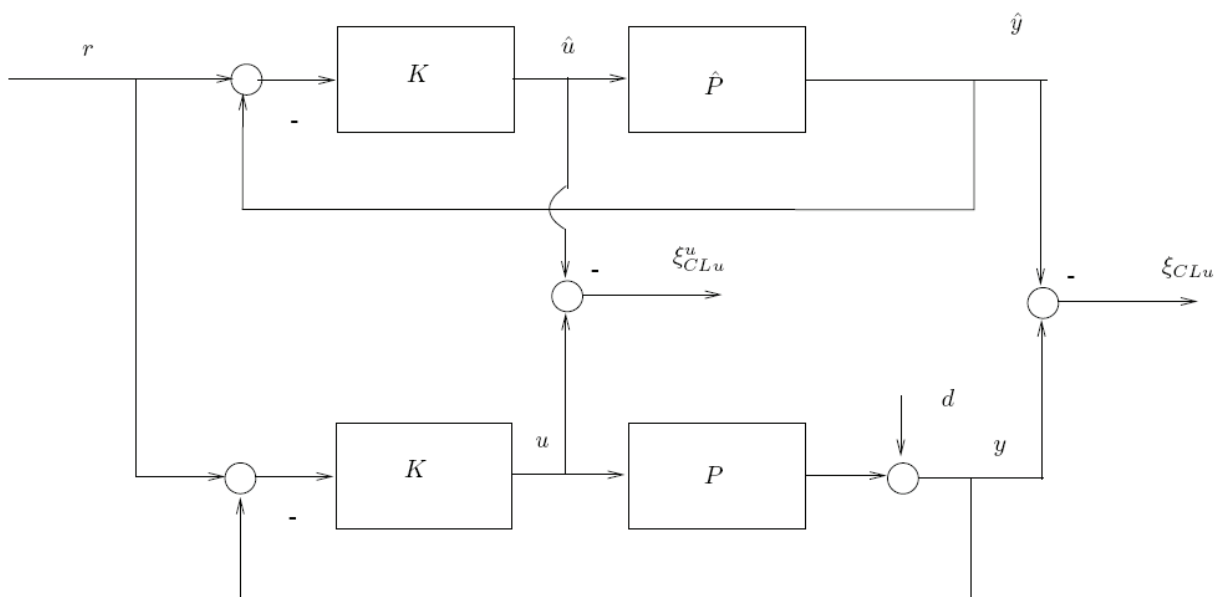 r
K
û
P̂
ŷ
-
-
ξ^u_{CLu}
-
ξ_{CLu}
K
u
P
d
y
-